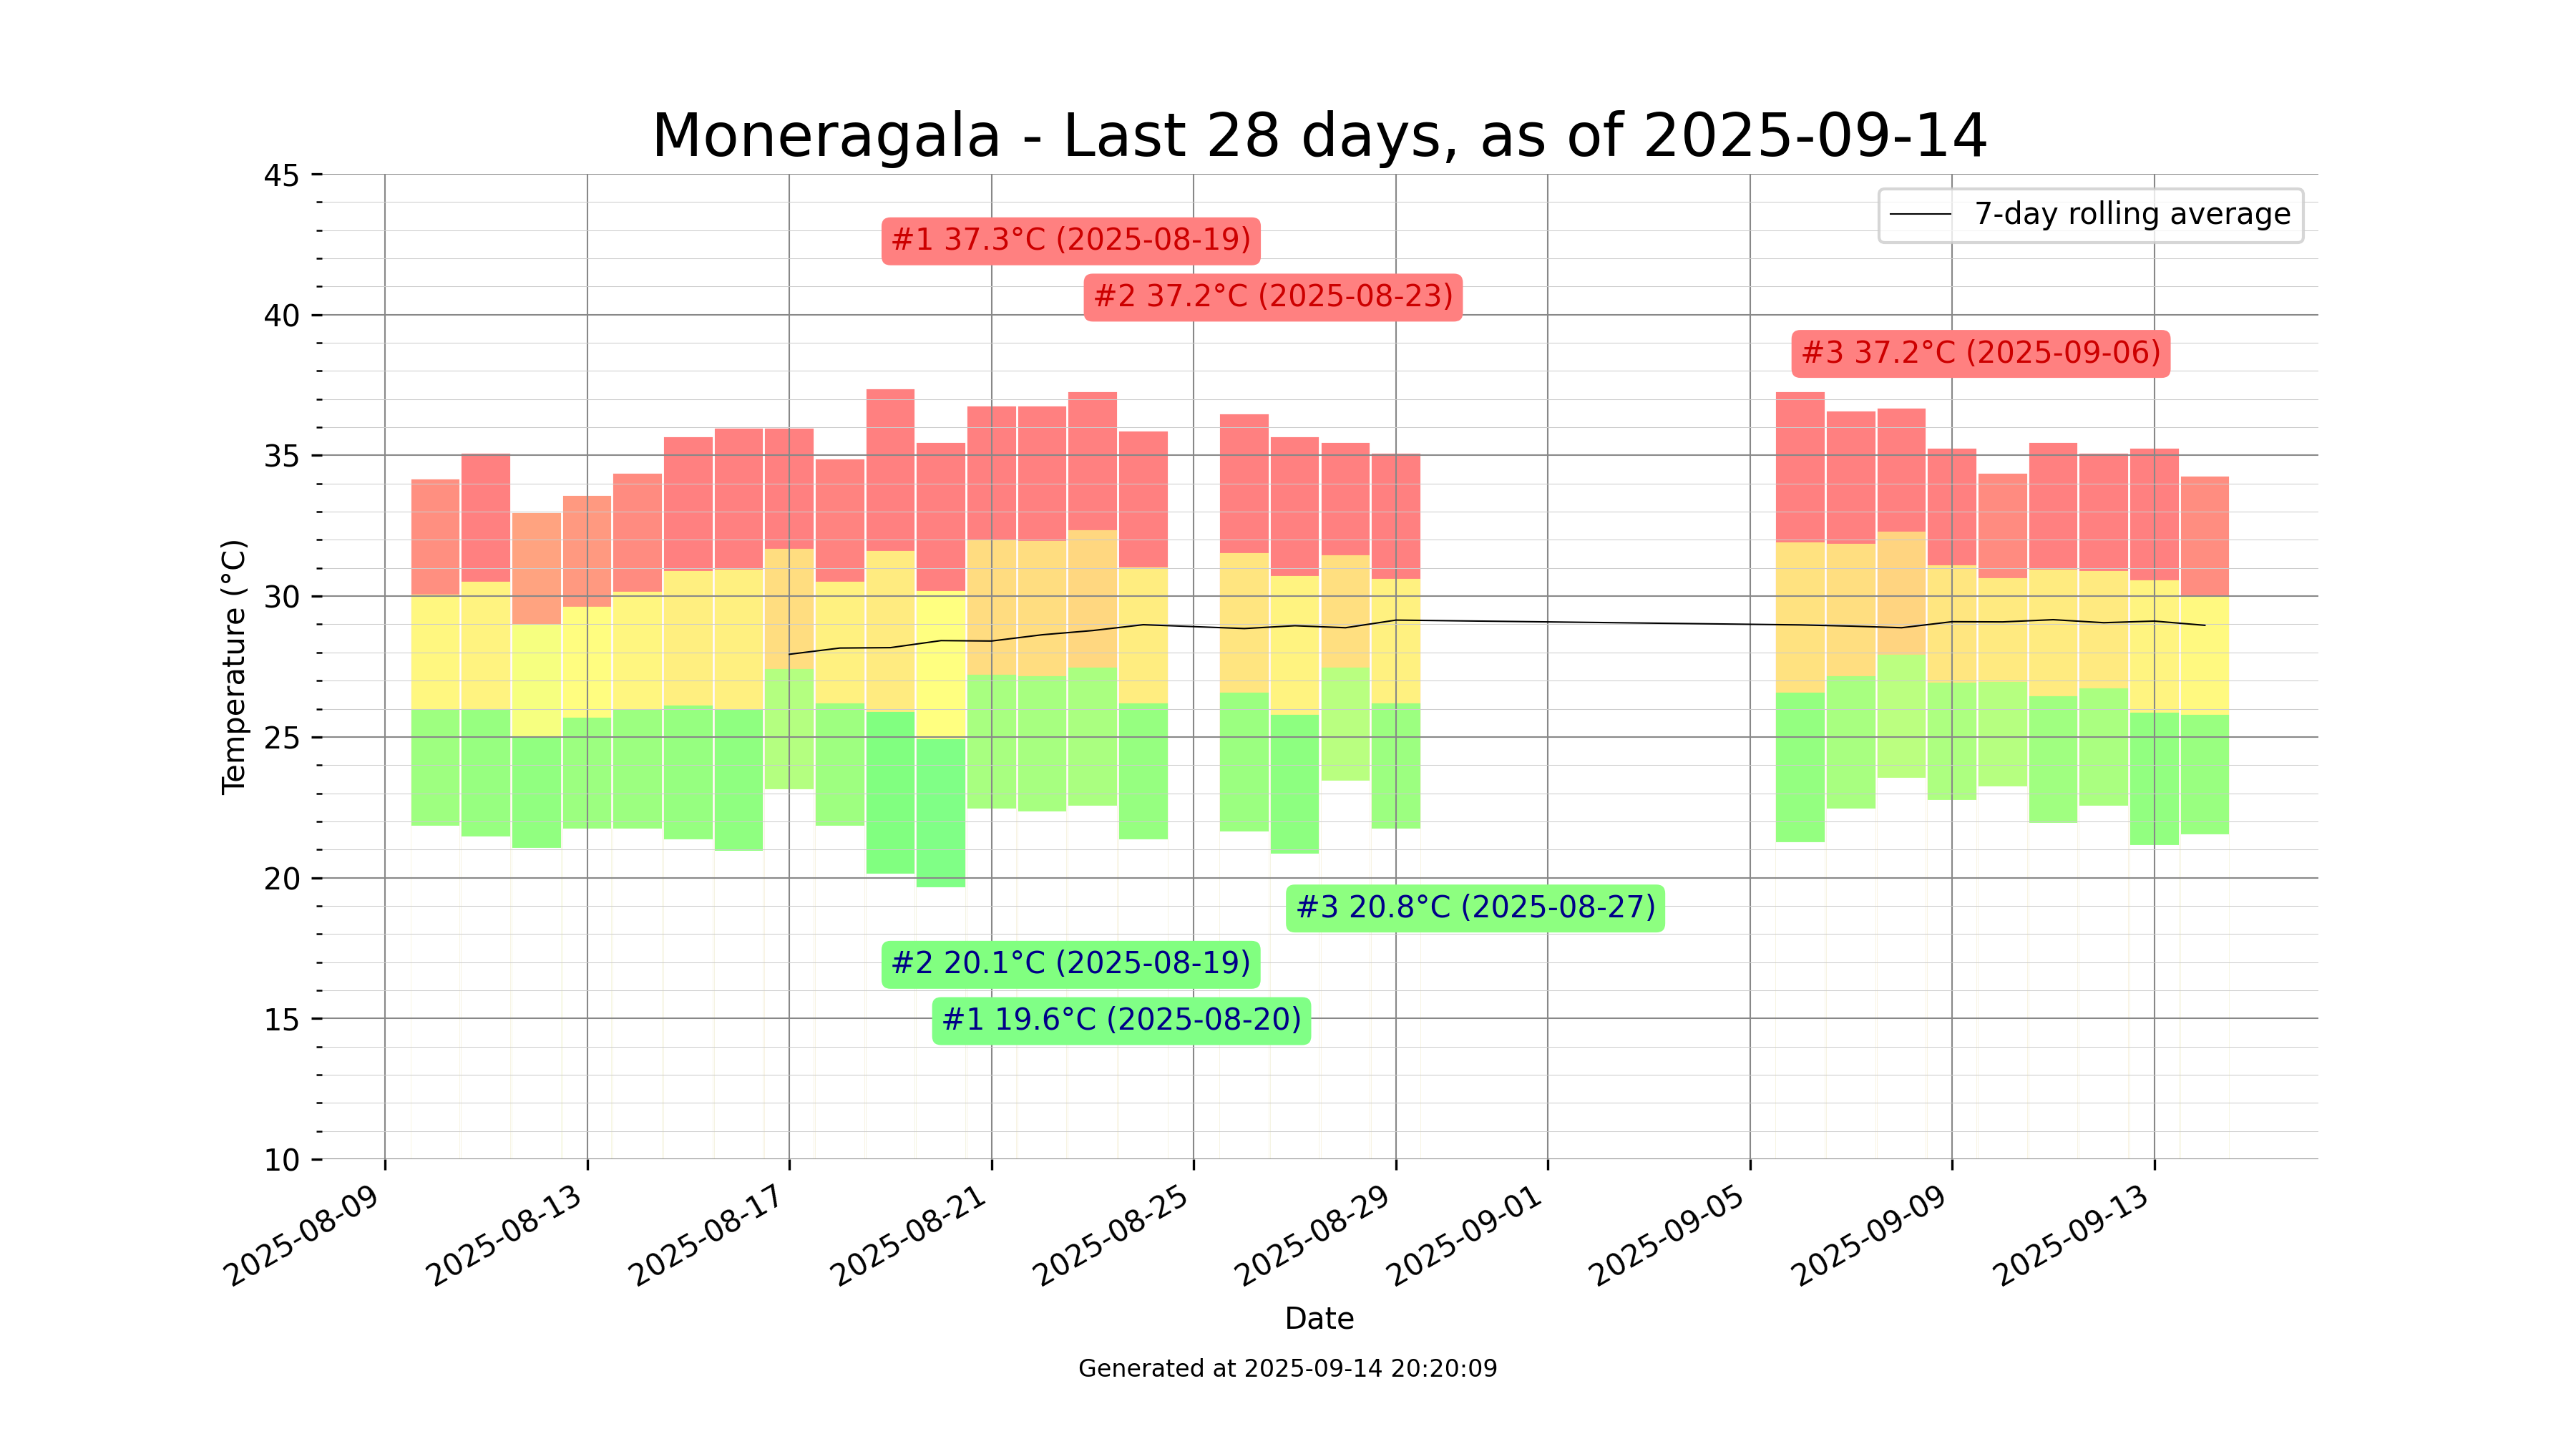 Moneragala - Last 28 days, as of 2025-09-14
7-day rolling average
#1 37.3°C (2025-08-19)
#2 37.2°C (2025-08-23)
#3 37.2°C (2025-09-06)
#3 20.8°C (2025-08-27)
#2 20.1°C (2025-08-19)
#1 19.6°C (2025-08-20)
Temperature (°C)
45
40
35
30
25
20
15
10
2025-08-09
2025-08-13
2025-08-17
2025-08-21
2025-08-25
2025-08-29
2025-09-01
2025-09-05
2025-09-09
2025-09-13
Date
Generated at 2025-09-14 20:20:09